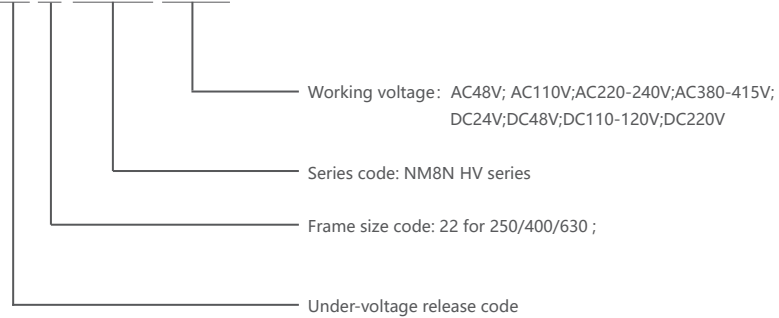 Working voltage: AC48V; AC110V;AC220-240V;AC380-415V;
DC24V;DC48V;DC110-120V;DC220V
Series code: NM8N HV series
Frame size code: 22 for 250/400/630 ;
Under-voltage release code